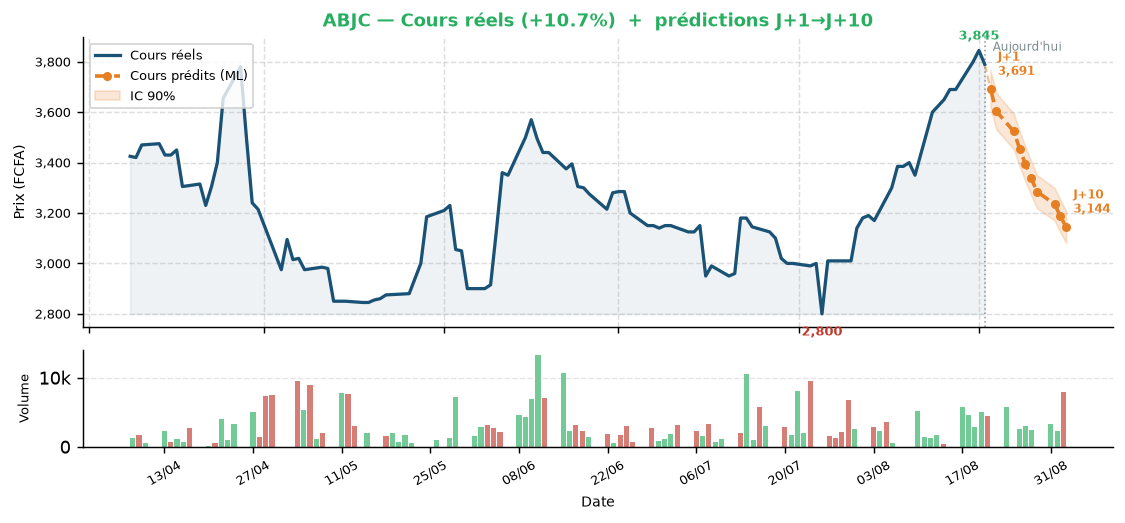 ABJC — Cours réels (+10.7%) + prédictions J+1→J+10
Cours réels
Cours prédits (ML)
IC 90%
3,845
Aujourd'hui
J+1
3,691
J+10
3,144
2,800
Prix (FCFA)
3,800
3,600
3,400
3,200
3,000
2,800
Volume
10k
0
13/04
27/04
11/05
25/05
08/06
22/06
06/07
20/07
03/08
17/08
31/08
Date